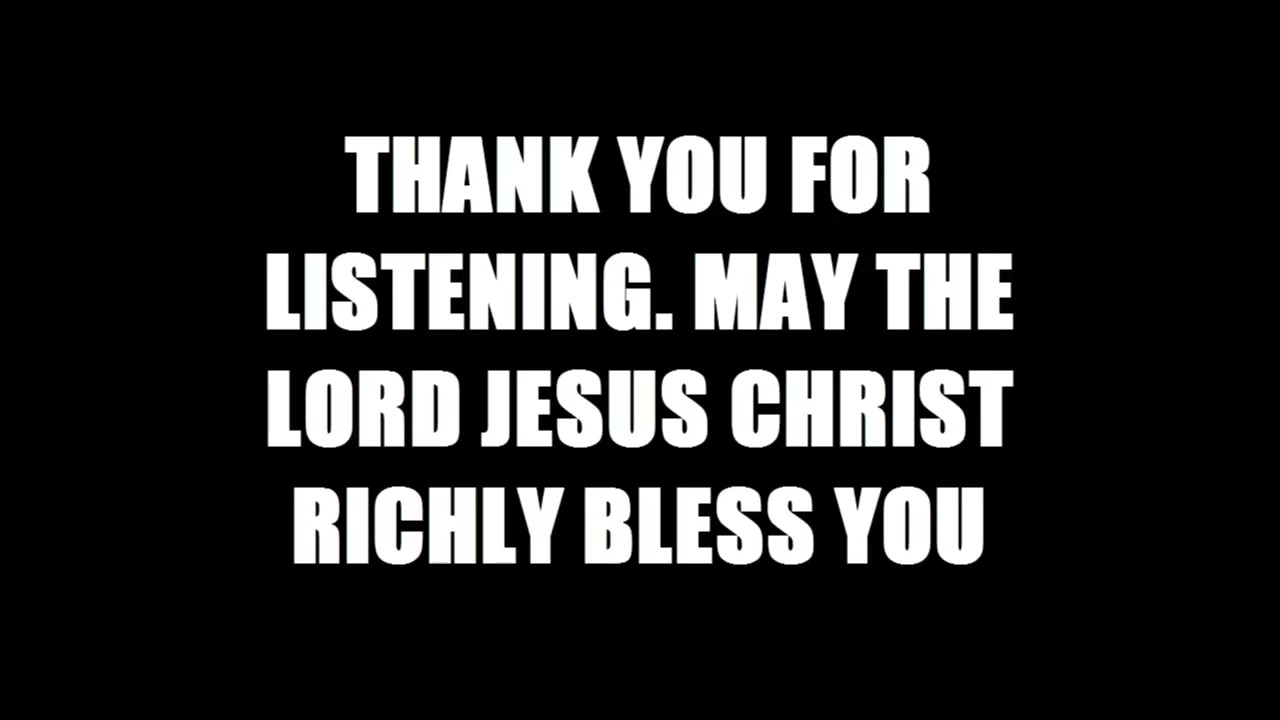 THANK YOU FOR
LISTENING. MAY THE
LORD JESUS CHRIST
RICHLY BLESS YOU